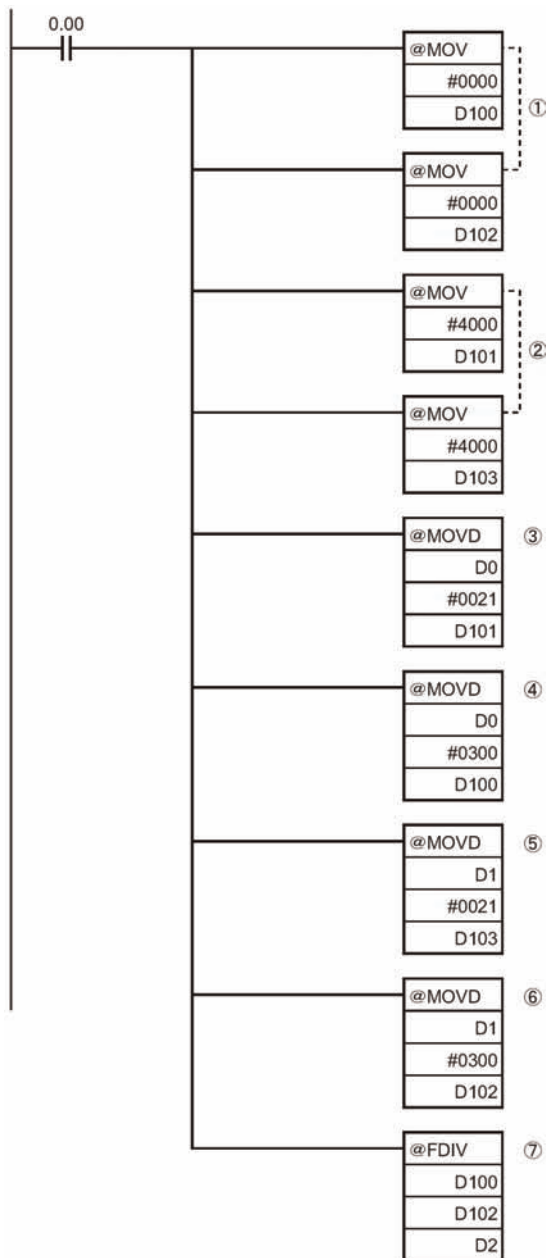 0.00
@MOV
#0000
D100
①
@MOV
#0000
D102
@MOV
#4000
D101
②
@MOV
#4000
D103
@MOVD ③
D0
#0021
D101
@MOVD ④
D0
#0300
D100
@MOVD ⑤
D1
#0021
D103
@MOVD ⑥
D1
#0300
D102
@FDIV ⑦
D100
D102
D2